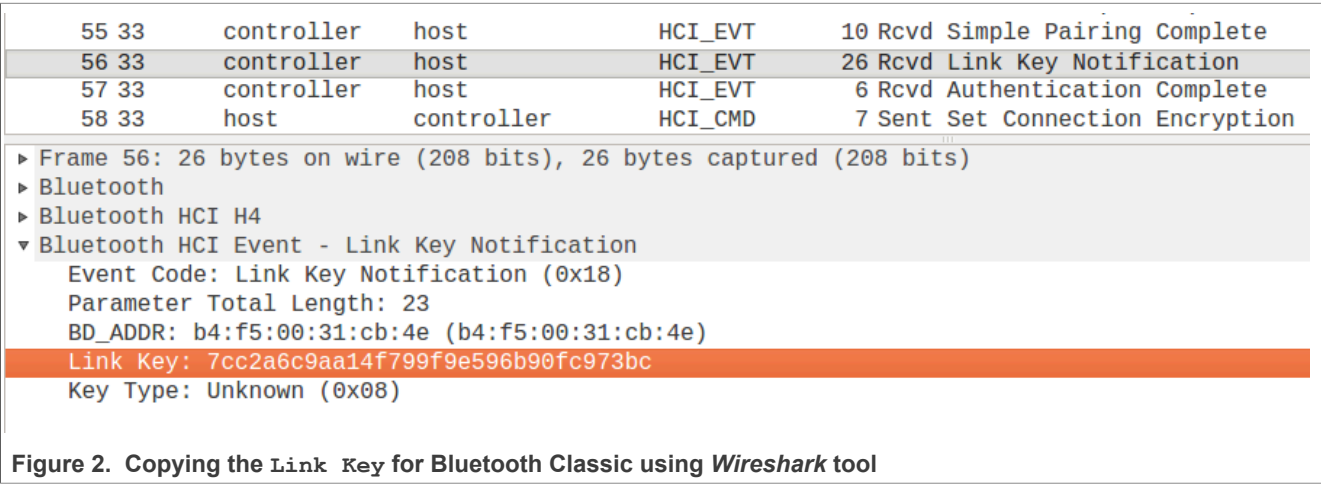 55 33 controller host HCI_EVT 10 Rcvd Simple Pairing Complete
56 33 controller host HCI_EVT 26 Rcvd Link Key Notification
57 33 controller host HCI_EVT 6 Rcvd Authentication Complete
58 33 host controller HCI_CMD 7 Sent Set Connection Encryption
Frame 56: 26 bytes on wire (208 bits), 26 bytes captured (208 bits)
Bluetooth
Bluetooth HCI H4
Bluetooth HCI Event - Link Key Notification
Event Code: Link Key Notification (0x18)
Parameter Total Length: 23
BD_ADDR: b4:f5:00:31:cb:4e (b4:f5:00:31:cb:4e)
Link Key: 7cc2a6c9aa14f799f9e596b90fc973bc
Key Type: Unknown (0x08)
Figure 2. Copying the Link Key for Bluetooth Classic using Wireshark tool